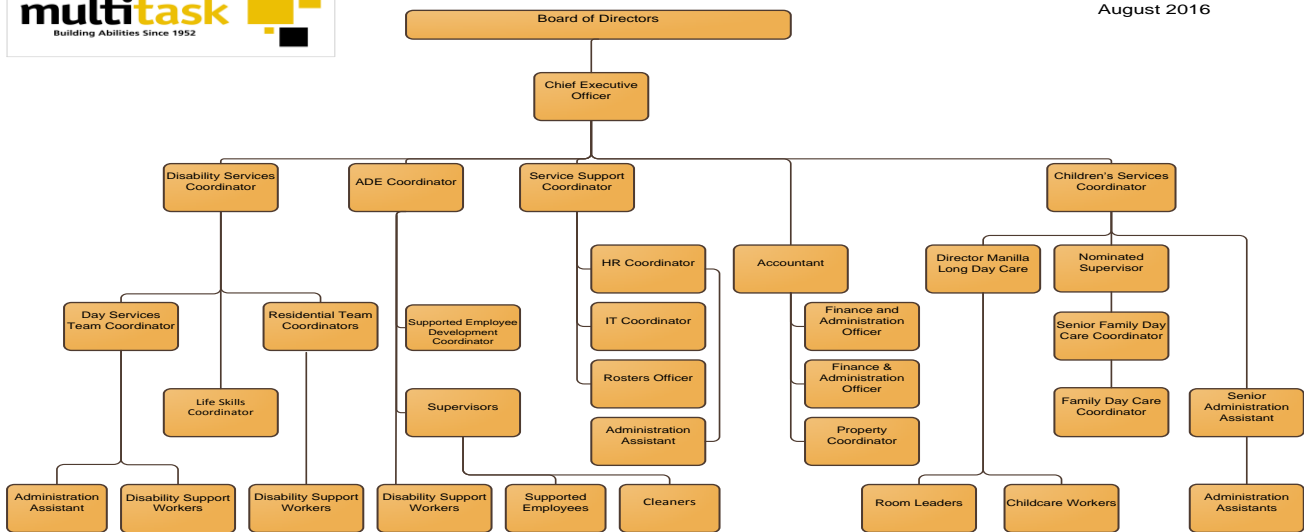 multitask
Building Abilities Since 1952
August 2016
Board of Directors
Chief Executive
Officer
Disability Services
Coordinator
ADE Coordinator
Service Support
Coordinator
Children's Services
Coordinator
HR Coordinator
Accountant
Director Manilla
Long Day Care
Nominated
Supervisor
Day Services
Team Coordinator
Residential Team
Coordinators
Supported Employee
Development
Coordinator
IT Coordinator
Finance and
Administration
Officer
Senior Family Day
Care Coordinator
Life Skills
Coordinator
Supervisors
Rosters Officer
Finance &
Administration
Officer
Family Day Care
Coordinator
Senior
Administration
Assistant
Administration
Assistant
Property
Coordinator
Administration
Assistant
Disability Support
Workers
Disability Support
Workers
Disability Support
Workers
Supported
Employees
Cleaners
Room Leaders
Childcare Workers
Administration
Assistants